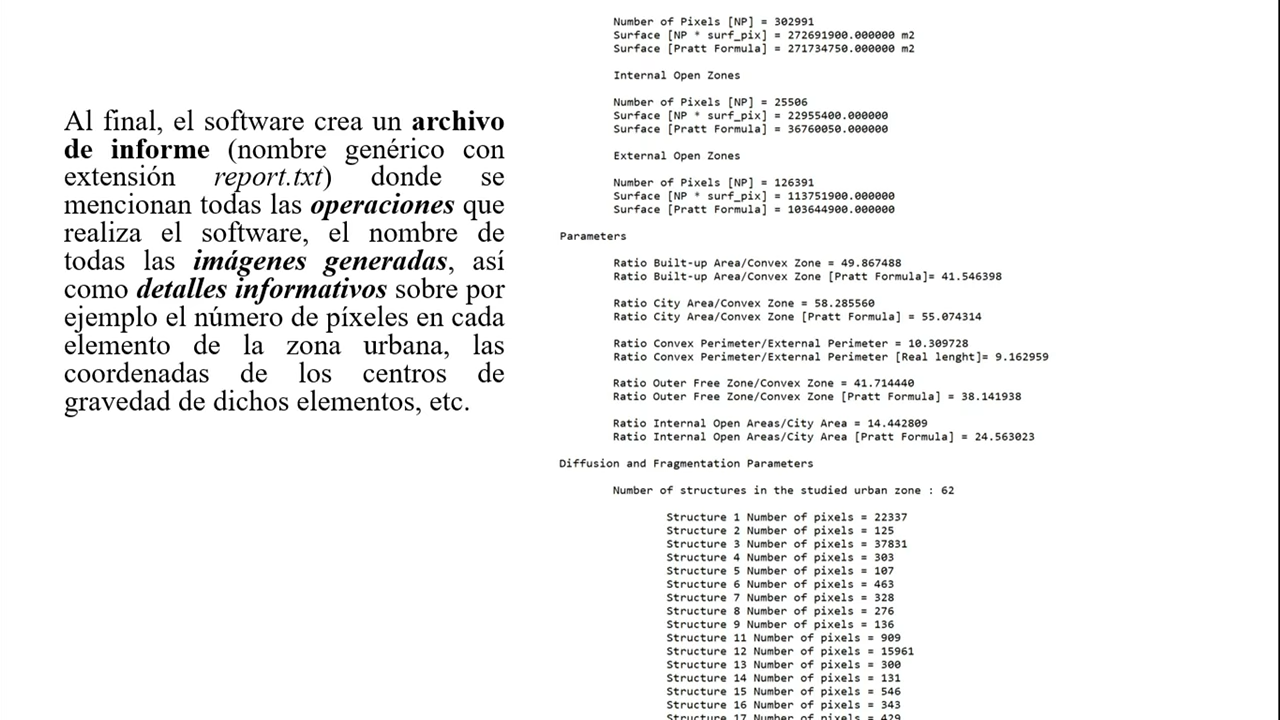 Al final, el software crea un archivo
de informe (nombre genérico con
extensión report.txt) donde se
mencionan todas las operaciones que
realiza el software, el nombre de
todas las imágenes generadas, así
como detalles informativos sobre por
ejemplo el número de píxeles en cada
elemento de la zona urbana, las
coordenadas de los centros de
gravedad de dichos elementos, etc.
Number of Pixels [NP] = 302991
Surface [NP * surf_pix] = 272691900.000000 m2
Surface [Pratt Formula] = 271734750.000000 m2
Internal Open Zones
Number of Pixels [NP] = 25506
Surface [NP * surf_pix] = 22955400.000000
Surface [Pratt Formula] = 36760050.000000
External Open Zones
Number of Pixels [NP] = 126391
Surface [NP * surf_pix] = 113751900.000000
Surface [Pratt Formula] = 103644900.000000
Parameters
Ratio Built-up Area/Convex Zone = 49.867488
Ratio Built-up Area/Convex Zone [Pratt Formula]= 41.546398
Ratio City Area/Convex Zone = 58.285560
Ratio City Area/Convex Zone [Pratt Formula] = 55.074314
Ratio Convex Perimeter/External Perimeter = 10.309728
Ratio Convex Perimeter/External Perimeter [Real lenght]= 9.162959
Ratio Outer Free Zone/Convex Zone = 41.714440
Ratio Outer Free Zone/Convex Zone [Pratt Formula] = 38.141938
Ratio Internal Open Areas/City Area = 14.442809
Ratio Internal Open Areas/City Area [Pratt Formula] = 24.563023
Diffusion and Fragmentation Parameters
Number of structures in the studied urban zone : 62
Structure 1 Number of pixels = 22337
Structure 2 Number of pixels = 125
Structure 3 Number of pixels = 37831
Structure 4 Number of pixels = 303
Structure 5 Number of pixels = 107
Structure 6 Number of pixels = 463
Structure 7 Number of pixels = 328
Structure 8 Number of pixels = 276
Structure 9 Number of pixels = 136
Structure 11 Number of pixels = 909
Structure 12 Number of pixels = 15961
Structure 13 Number of pixels = 300
Structure 14 Number of pixels = 131
Structure 15 Number of pixels = 546
Structure 16 Number of pixels = 343
Structure 17 Number of pixels = 429